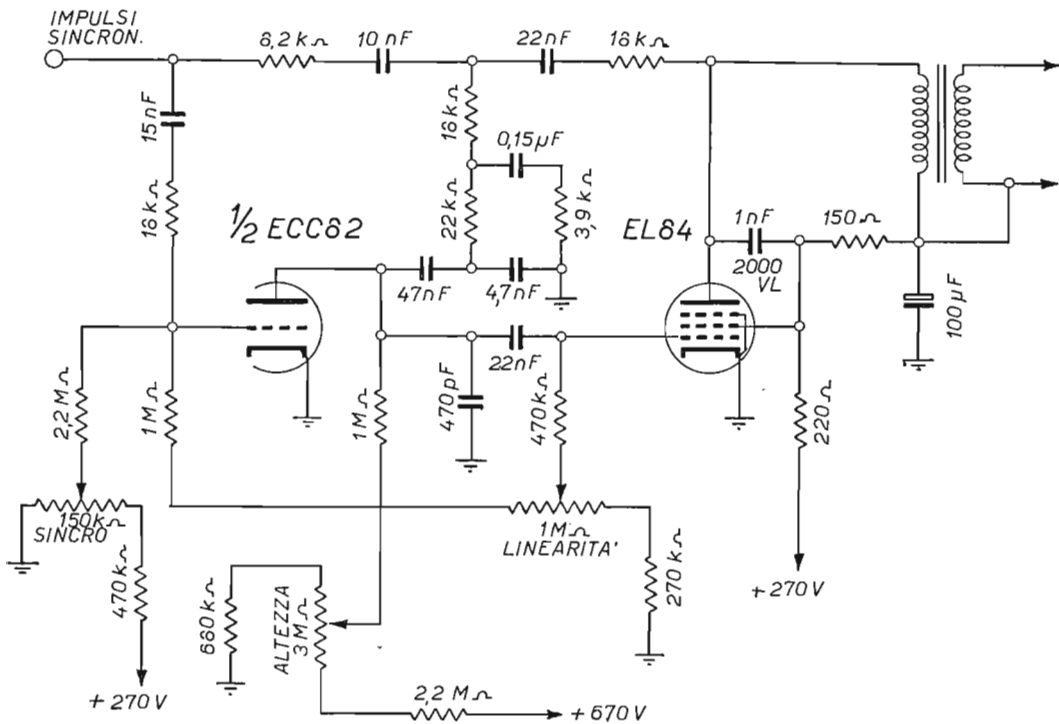 IMPULSI
SINCRON.
8,2 kΩ
10 nF
22 nF
18 kΩ
15 nF
18 kΩ
18 kΩ
0,15 µF
22 kΩ
3,9 kΩ
½ ECC82
EL84
1 nF
2000
VL
150 Ω
47 nF
4,7 nF
100 µF
22 nF
2,2 MΩ
1 MΩ
1 MΩ
470 pF
470 kΩ
220 Ω
150 kΩ
SINCRO
1 MΩ
LINEARITA'
470 kΩ
680 kΩ
ALTEZZA
3 MΩ
270 kΩ
+ 270 V
+ 270 V
2,2 MΩ
+ 670 V